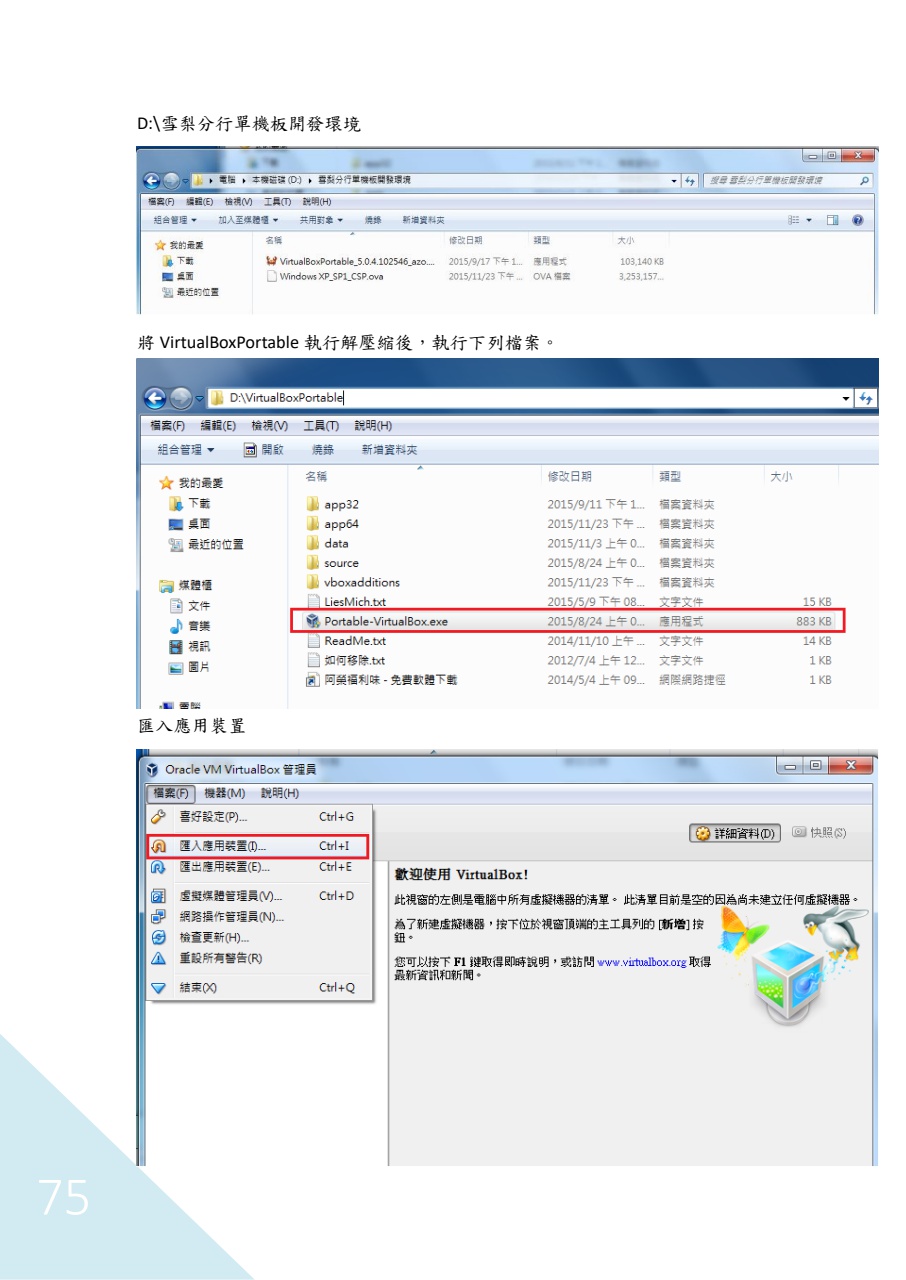 D:\雪梨分行單機板開發環境
電腦 ▸ 本機磁碟 (D:) ▸ 雪梨分行單機板開發環境
搜尋 雪梨分行單機板開發環境
檔案(F) 編輯(E) 檢視(V) 工具(T) 說明(H)
組合管理 加入至媒體櫃 共用對象 燒錄 新增資料夾
我的最愛
下載
桌面
最近的位置
名稱 修改日期 類型 大小
VirtualBoxPortable_5.0.4.102546_azo.... 2015/9/17 下午 1... 應用程式 103,140 KB
Windows XP_SP1_CSP.ova 2015/11/23 下午 ... OVA 檔案 3,253,157...
將 VirtualBoxPortable 執行解壓縮後，執行下列檔案。
D:\VirtualBoxPortable
檔案(F) 編輯(E) 檢視(V) 工具(T) 說明(H)
組合管理 開啟 燒錄 新增資料夾
我的最愛
下載
桌面
最近的位置
媒體櫃
文件
音樂
視訊
圖片
名稱 修改日期 類型 大小
app32 2015/9/11 下午 1... 檔案資料夾
app64 2015/11/23 下午 ... 檔案資料夾
data 2015/11/3 上午 0... 檔案資料夾
source 2015/8/24 上午 0... 檔案資料夾
vboxadditions 2015/11/23 下午 ... 檔案資料夾
LiesMich.txt 2015/5/9 下午 08... 文字文件 15 KB
Portable-VirtualBox.exe 2015/8/24 上午 0... 應用程式 883 KB
ReadMe.txt 2014/11/10 上午 ... 文字文件 14 KB
如何移除.txt 2012/7/4 上午 12... 文字文件 1 KB
阿榮福利味 - 免費軟體下載 2014/5/4 上午 09... 網際網路捷徑 1 KB
匯入應用裝置
Oracle VM VirtualBox 管理員
檔案(F) 機器(M) 說明(H)
喜好設定(P)... Ctrl+G
匯入應用裝置(I)... Ctrl+I
匯出應用裝置(E)... Ctrl+E
虛擬媒體管理員(V)... Ctrl+D
網路操作管理員(N)...
檢查更新(H)...
重設所有警告(R)
結束(X) Ctrl+Q
詳細資料(D) 快照(S)
歡迎使用 VirtualBox!
此視窗的左側是電腦中所有虛擬機器的清單。 此清單目前是空的因為尚未建立任何虛擬機器。
為了新建虛擬機器，按下位於視窗頂端的主工具列的 [新增] 按
鈕。
您可以按下 F1 鍵取得即時說明，或訪問 www.virtualbox.org 取得
最新資訊和新聞。
75